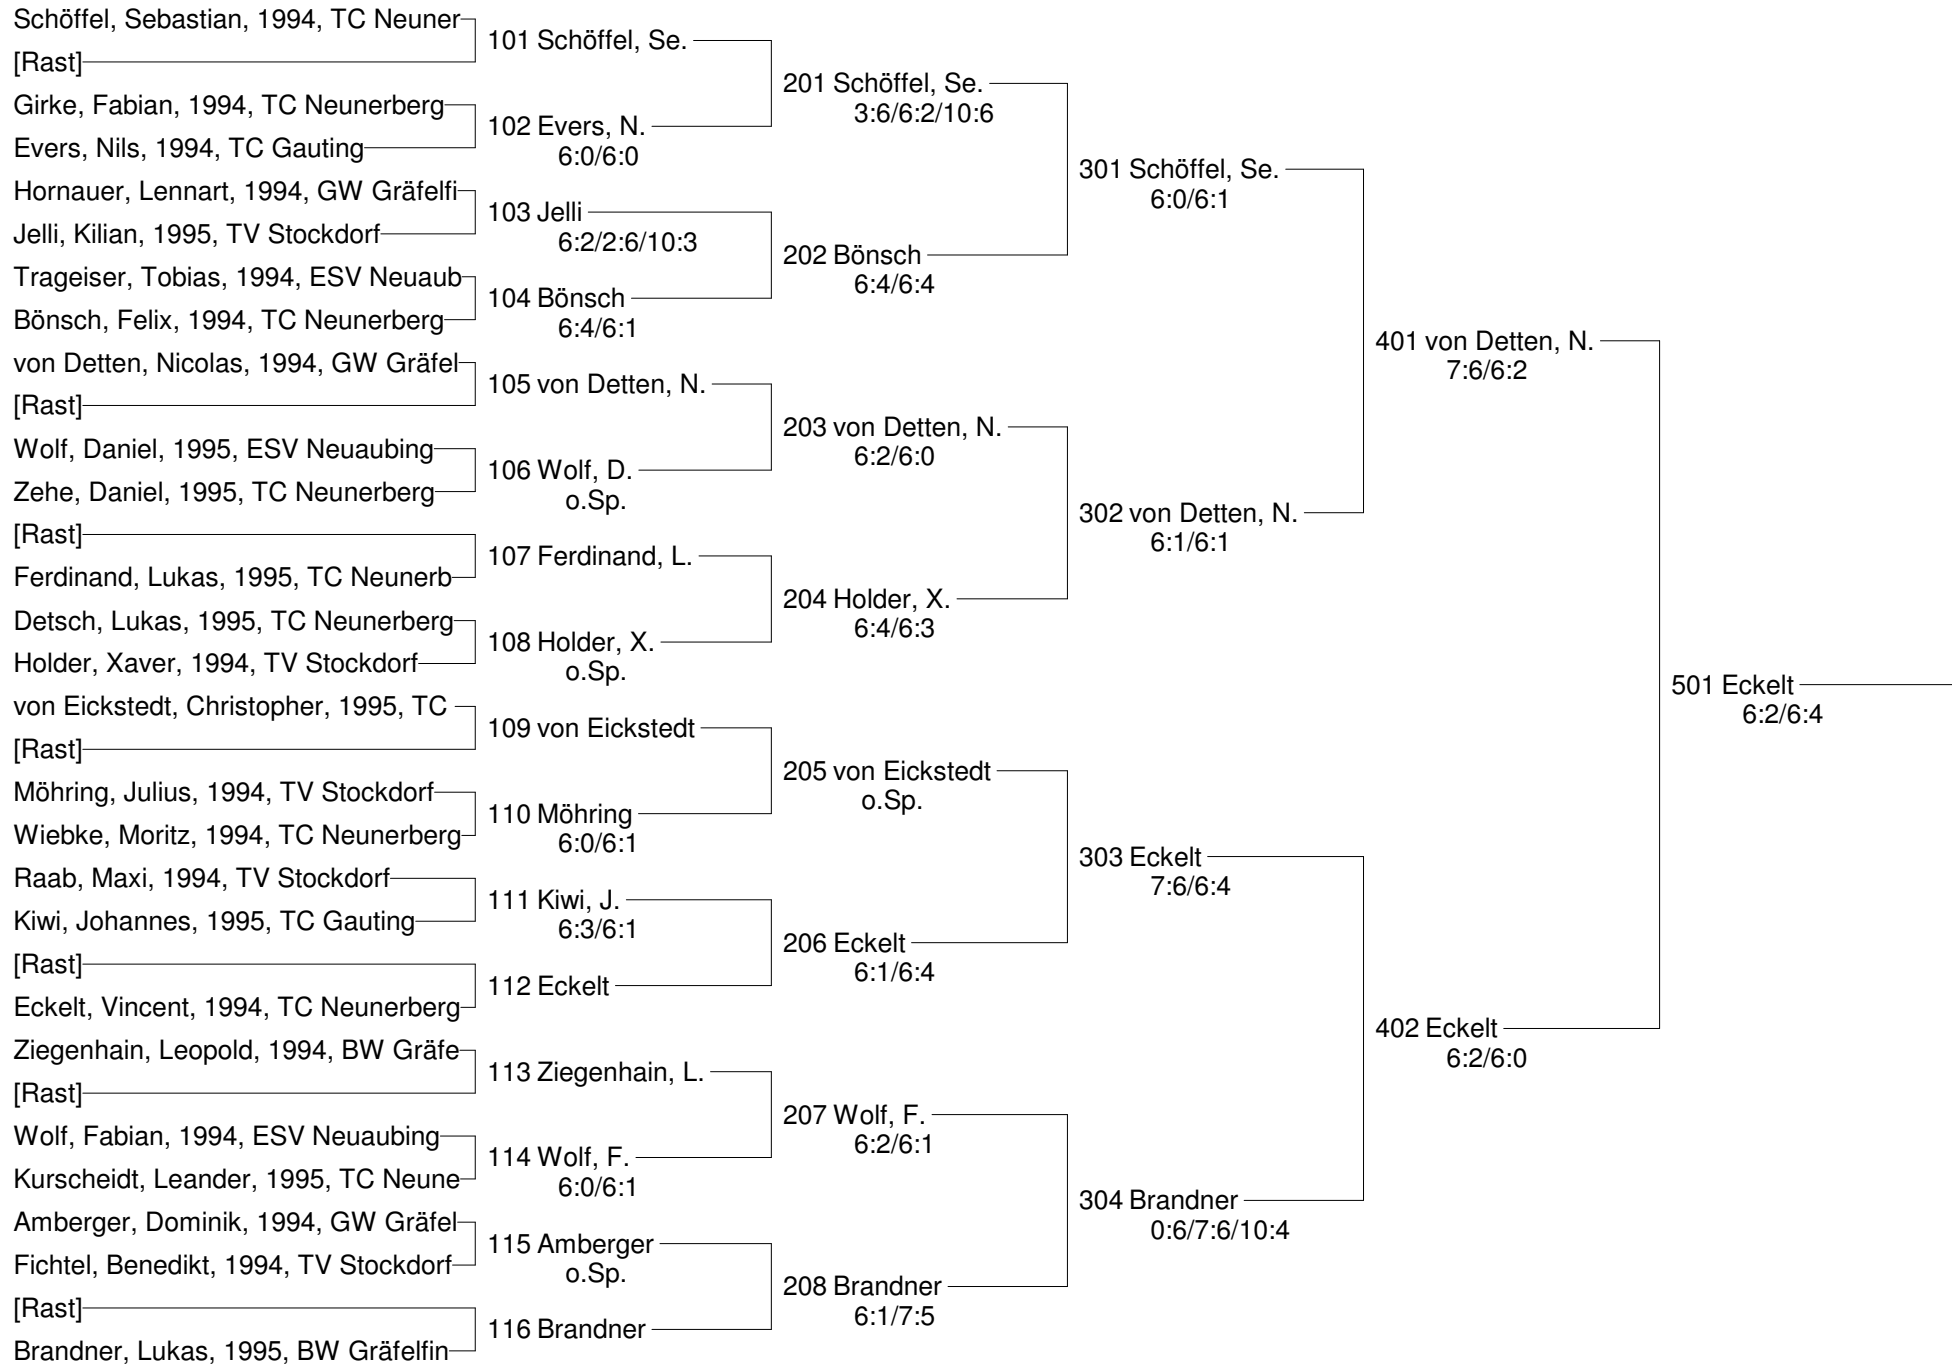 Schöffel, Sebastian, 1994, TC Neuner
[Rast]
Girke, Fabian, 1994, TC Neunerberg
Evers, Nils, 1994, TC Gauting
Hornauer, Lennart, 1994, GW Gräfelfi
Jelli, Kilian, 1995, TV Stockdorf
Trageiser, Tobias, 1994, ESV Neuaub
Bönsch, Felix, 1994, TC Neunerberg
von Detten, Nicolas, 1994, GW Gräfel
[Rast]
Wolf, Daniel, 1995, ESV Neuaubing
Zehe, Daniel, 1995, TC Neunerberg
[Rast]
Ferdinand, Lukas, 1995, TC Neunerb
Detsch, Lukas, 1995, TC Neunerberg
Holder, Xaver, 1994, TV Stockdorf
von Eickstedt, Christopher, 1995, TC
[Rast]
Möhring, Julius, 1994, TV Stockdorf
Wiebke, Moritz, 1994, TC Neunerberg
Raab, Maxi, 1994, TV Stockdorf
Kiwi, Johannes, 1995, TC Gauting
[Rast]
Eckelt, Vincent, 1994, TC Neunerberg
Ziegenhain, Leopold, 1994, BW Gräfe
[Rast]
Wolf, Fabian, 1994, ESV Neuaubing
Kurscheidt, Leander, 1995, TC Neune
Amberger, Dominik, 1994, GW Gräfel
Fichtel, Benedikt, 1994, TV Stockdorf
[Rast]
Brandner, Lukas, 1995, BW Gräfelfin
101 Schöffel, Se.
102 Evers, N.
6:0/6:0
103 Jelli
6:2/2:6/10:3
104 Bönsch
6:4/6:1
105 von Detten, N.
106 Wolf, D.
o.Sp.
107 Ferdinand, L.
108 Holder, X.
o.Sp.
109 von Eickstedt
110 Möhring
6:0/6:1
111 Kiwi, J.
6:3/6:1
112 Eckelt
113 Ziegenhain, L.
114 Wolf, F.
6:0/6:1
115 Amberger
o.Sp.
116 Brandner
201 Schöffel, Se.
3:6/6:2/10:6
202 Bönsch
6:4/6:4
203 von Detten, N.
6:2/6:0
204 Holder, X.
6:4/6:3
205 von Eickstedt
o.Sp.
206 Eckelt
6:1/6:4
207 Wolf, F.
6:2/6:1
208 Brandner
6:1/7:5
301 Schöffel, Se.
6:0/6:1
302 von Detten, N.
6:1/6:1
303 Eckelt
7:6/6:4
304 Brandner
0:6/7:6/10:4
401 von Detten, N.
7:6/6:2
402 Eckelt
6:2/6:0
501 Eckelt
6:2/6:4